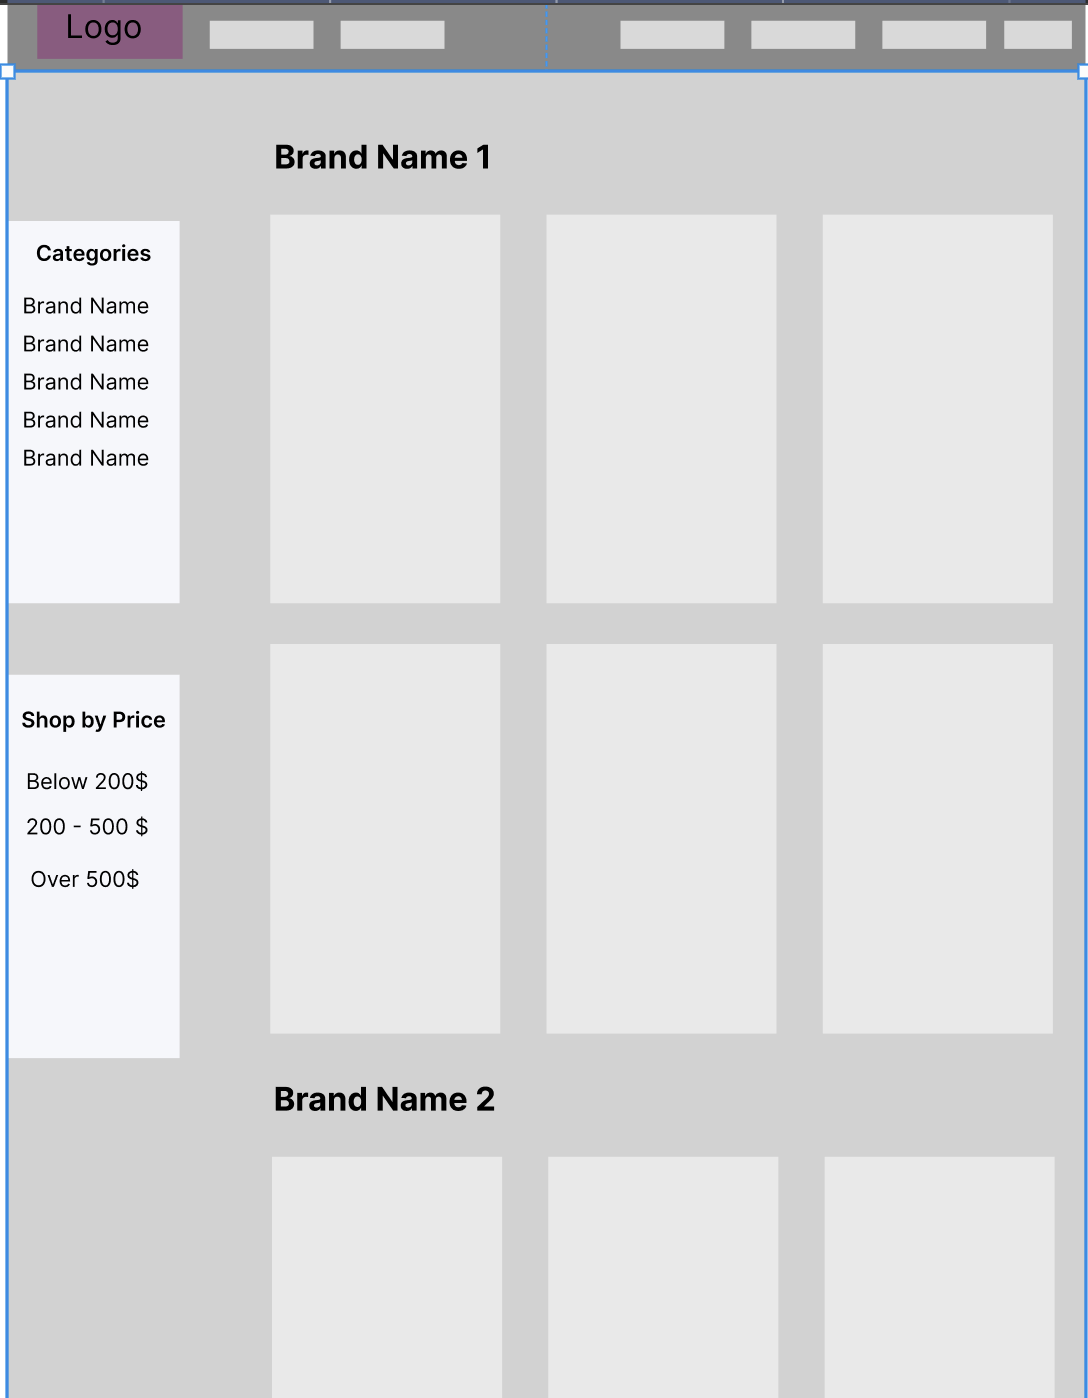 Logo
Brand Name 1
Categories
Brand Name
Brand Name
Brand Name
Brand Name
Brand Name
Shop by Price
Below 200$
200 - 500 $
Over 500$
Brand Name 2